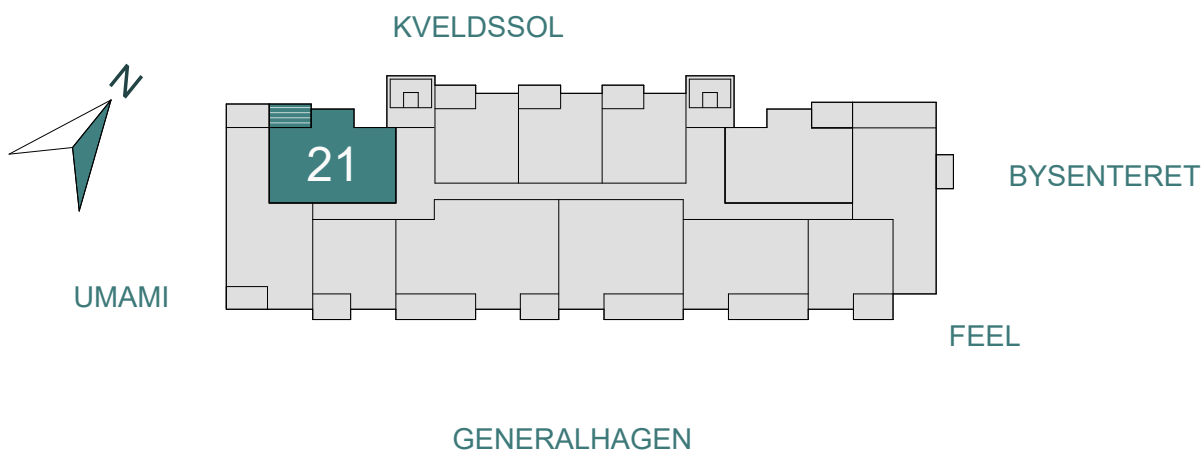 KVELDSSOL
N
21
BYSENTERET
UMAMI
FEEL
GENERALHAGEN